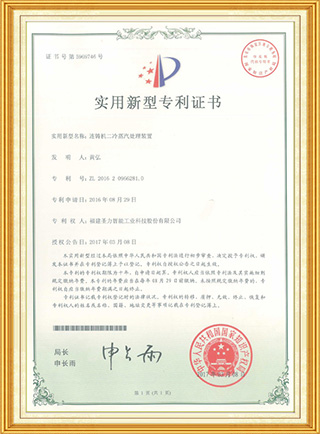 证书号第5969746号
实用新型专利证书
实用新型名称：连铸机二冷蒸汽处理装置
发 明 人：黄弘
专 利 号：ZL 2016 2 0956281.0
专利申请日：2016年08月29日
专 利 权 人：福建圣力智能工业科技股份有限公司
授权公告日：2017年03月08日
本实用新型经过本局依照中华人民共和国专利法进行初步审查，决定授予专利权，颁
发本证书并在专利登记簿上予以登记。专利权自授权公告之日起生效。
本专利的专利权期限为十年，自申请日起算。专利权人应当依照专利法及其实施细则规
定缴纳年费。本专利的年费应当在每年08月29日前缴纳。未按照规定缴纳年费的，专
利权自应当缴纳年费期满之日起终止。
专利证书记载专利权登记时的法律状况。专利权的转移、质押、无效、终止、恢复和
专利权人的姓名或名称、国籍、地址变更等事项记载在专利登记簿上。
局长
申长雨
申长雨
中华人民共和国国家知识产权局
2017年03月08日
第1页（共1页）